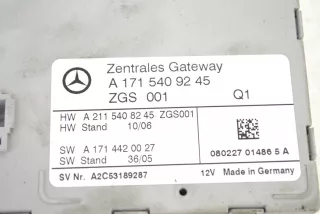 Zentrales Gateway
A 171 540 92 45
ZGS 001 Q1
HW A 211 540 82 45 ZGS001
HW Stand 10/06
SW A 171 442 00 27
SW Stand 36/05
080227 01486 5 A
SV Nr. A2C53189287 12V Made in Germany